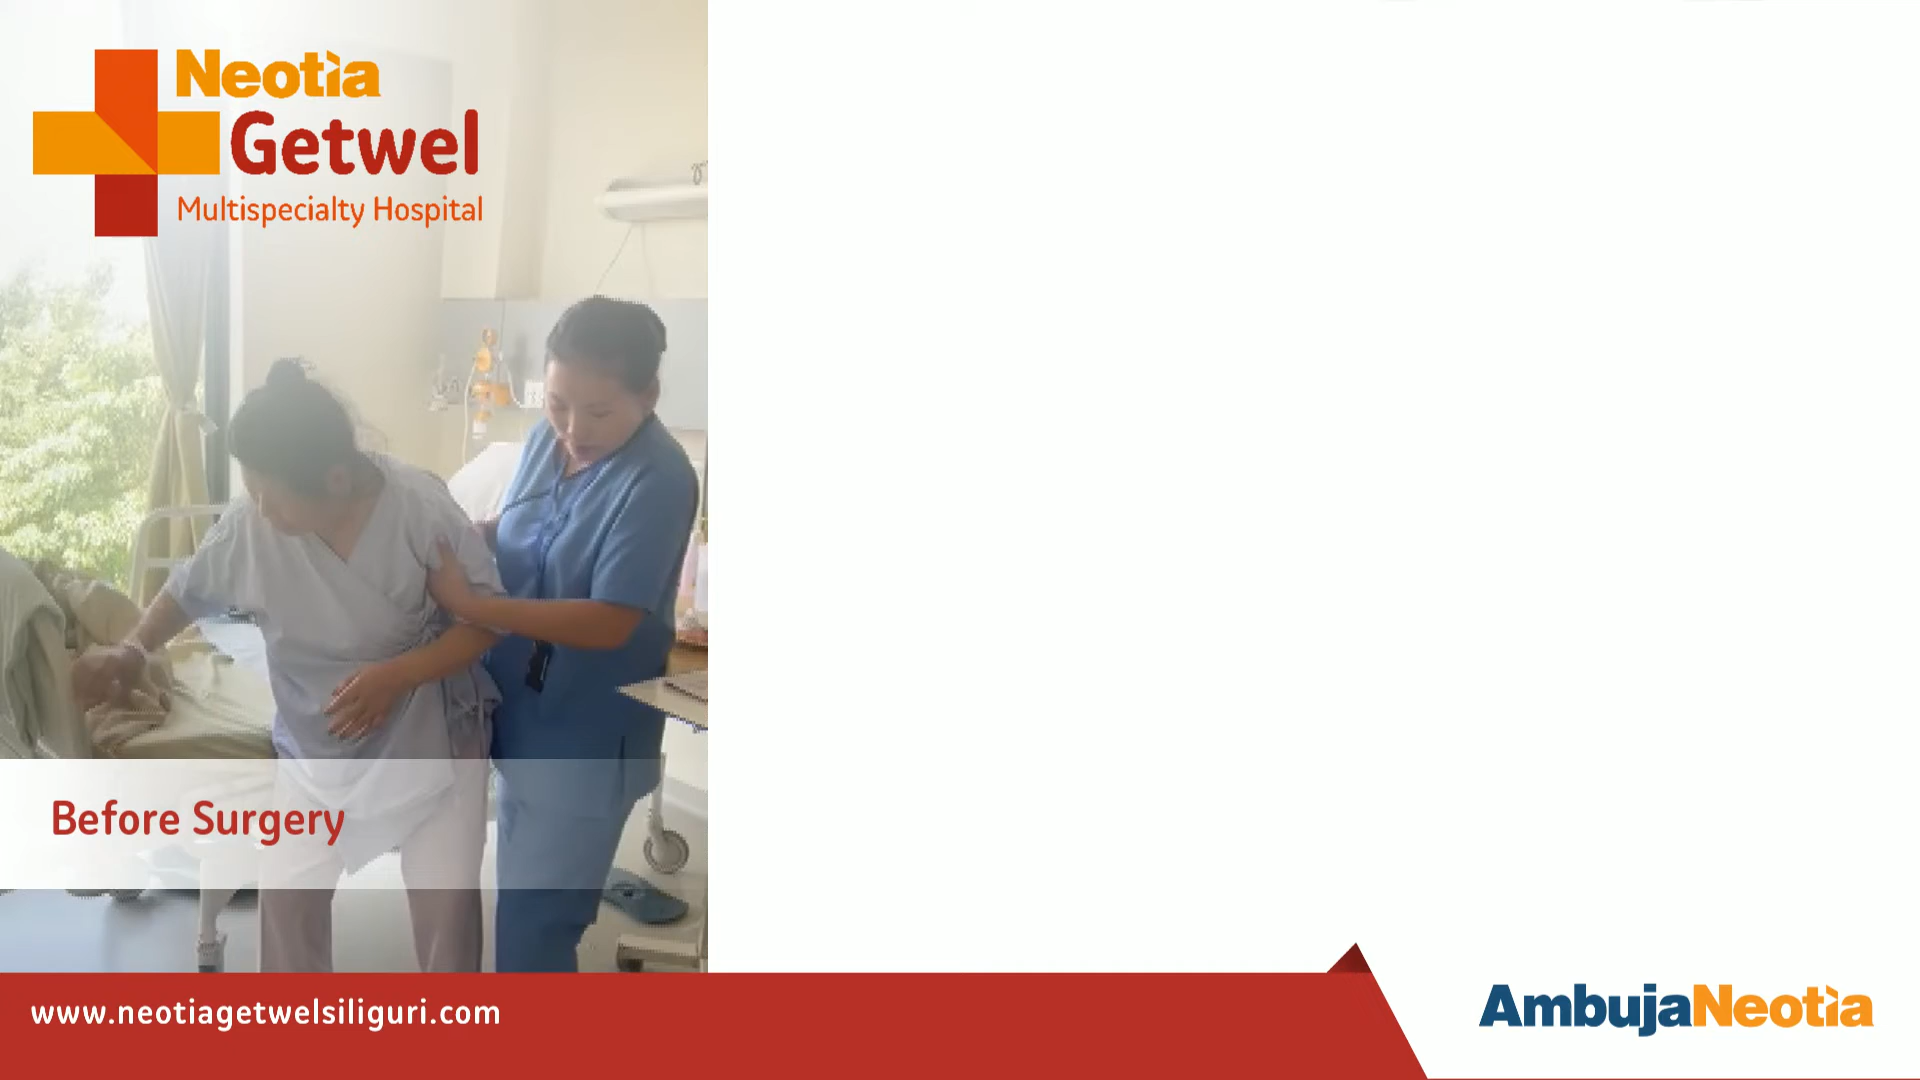 Neotia
Getwel
Multispecialty Hospital
Before Surgery
www.neotiagetwelsiliguri.com
AmbujaNeotia